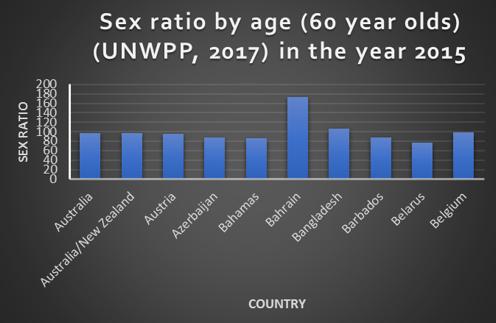 Sex ratio by age (60 year olds)
(UNWPP, 2017) in the year 2015
SEX RATIO
200
180
160
140
120
100
80
60
40
20
0
Australia
Australia/New Zealand
Austria
Azerbaijan
Bahamas
Bahrain
Bangladesh
Barbados
Belarus
Belgium
COUNTRY